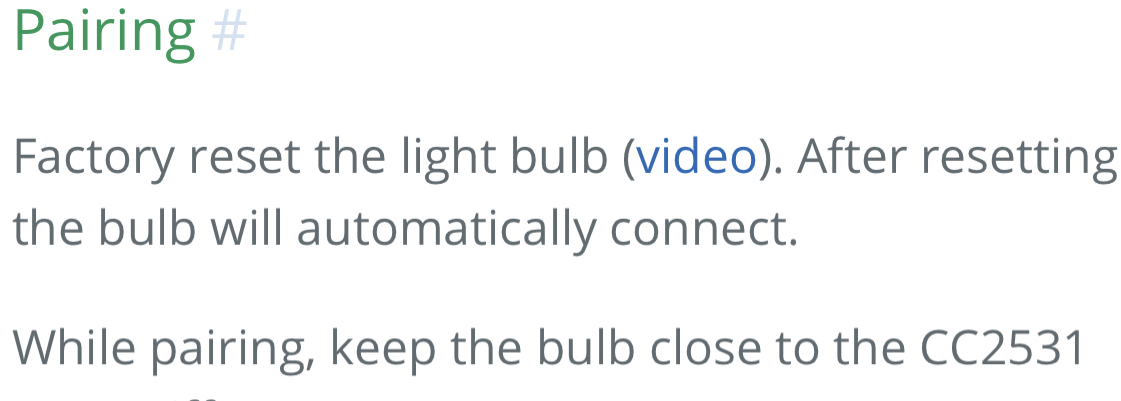 Pairing #
Factory reset the light bulb (video). After resetting
the bulb will automatically connect.
While pairing, keep the bulb close to the CC2531